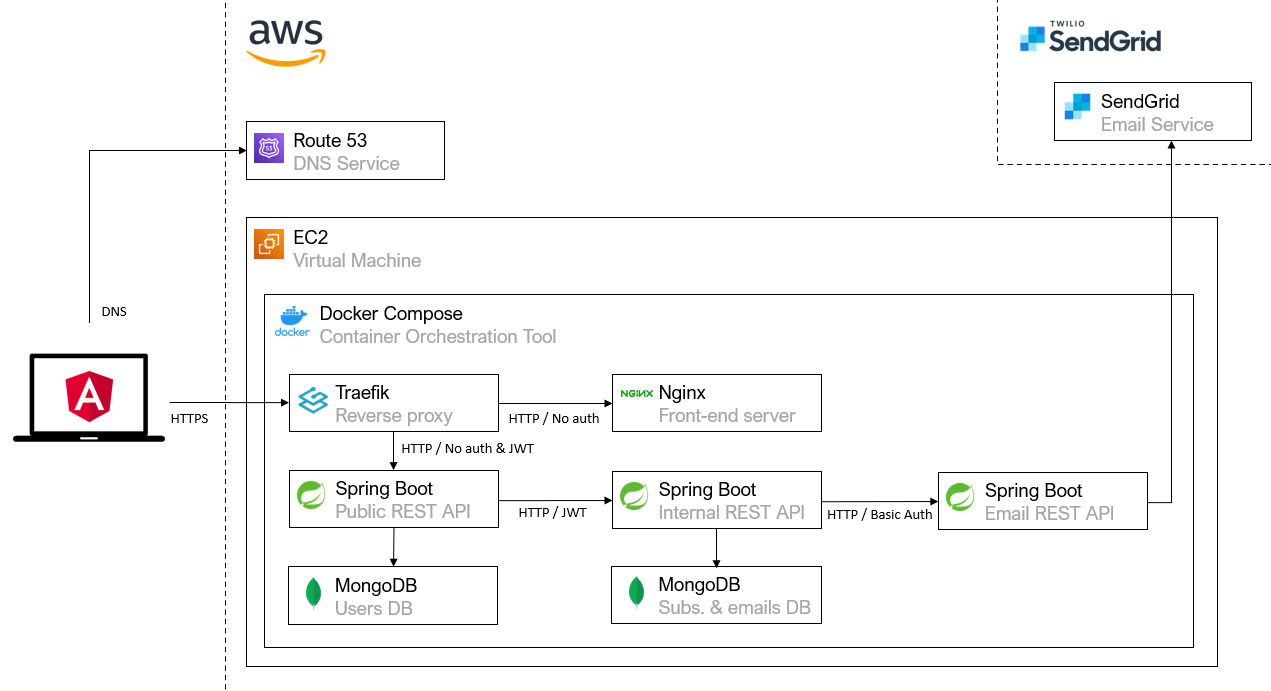 aws
TWILIO
SendGrid
SendGrid
Email Service
53
Route 53
DNS Service
EC2
Virtual Machine
DNS
docker
Docker Compose
Container Orchestration Tool
A
HTTPS
Traefik
Reverse proxy
HTTP / No auth
NGINX
Nginx
Front-end server
HTTP / No auth & JWT
Spring Boot
Public REST API
HTTP / JWT
Spring Boot
Internal REST API
HTTP / Basic Auth
Spring Boot
Email REST API
MongoDB
Users DB
MongoDB
Subs. & emails DB